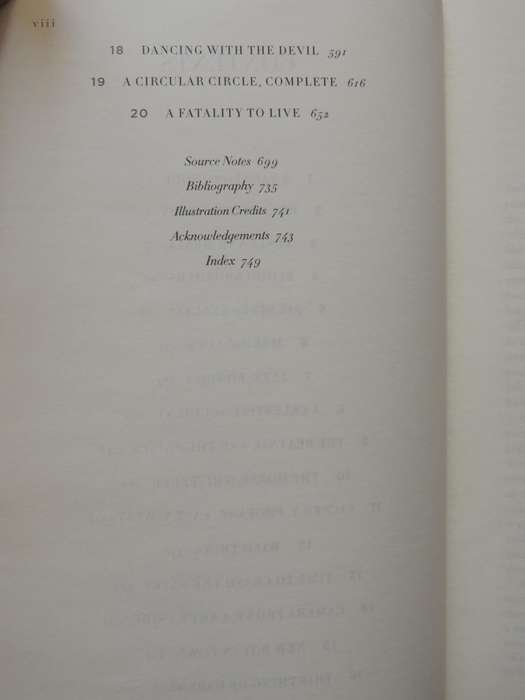 viii
18 DANCING WITH THE DEVIL 591
19 A CIRCULAR CIRCLE, COMPLETE 616
20 A FATALITY TO LIVE 652
Source Notes 699
Bibliography 735
Illustration Credits 741
Acknowledgements 743
Index 749